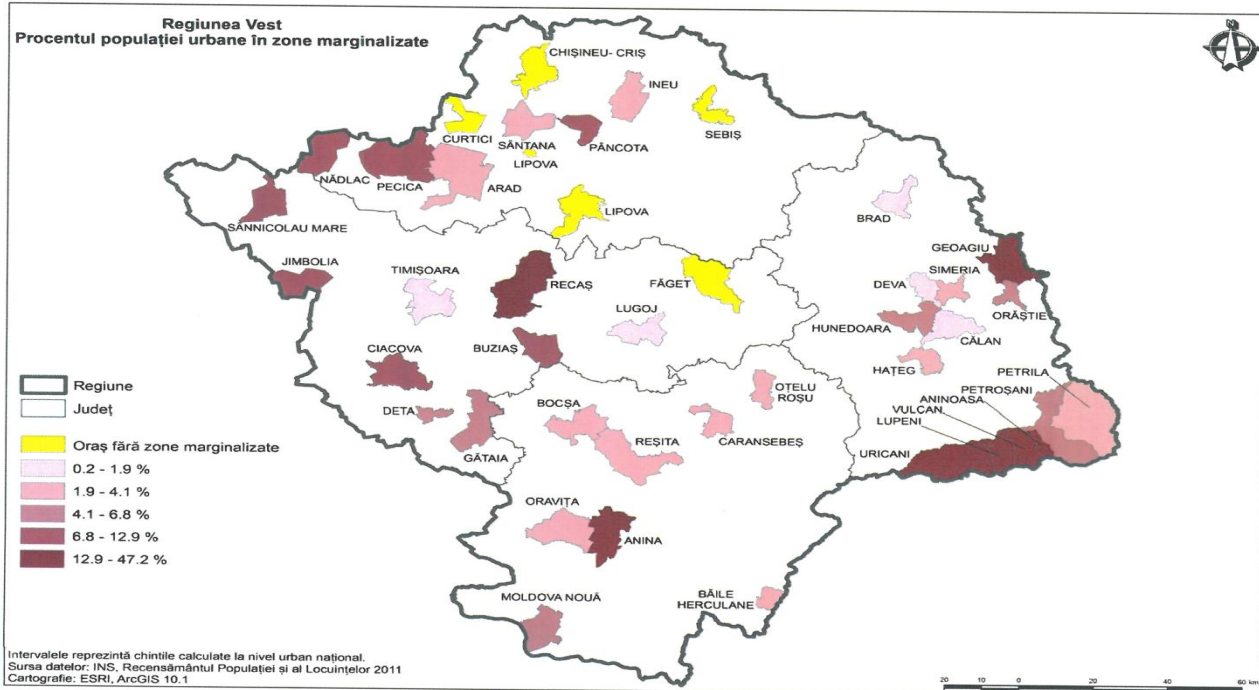 Regiunea Vest
Procentul populației urbane în zone marginalizate
CHIȘINEU- CRIȘ
INEU
SEBIȘ
CURTICI
SÂNTANA
PÂNCOTA
LIPOVA
NĂDLAC
PECICA
ARAD
LIPOVA
SÂNNICOLAU MARE
BRAD
JIMBOLIA
GEOAGIU
TIMIȘOARA
RECAȘ
FĂGET
DEVA
SIMERIA
LUGOJ
ORĂȘTIE
HUNEDOARA
CĂLAN
CIACOVA
BUZIAȘ
HAȚEG
PETRILA
PETROȘANI
ANINOASA
VULCAN
LUPENI
URICANI
DETA
GĂTAIA
BOCȘA
OȚELU
ROȘU
REȘITA
CARANSEBEȘ
ORAVIȚA
ANINA
MOLDOVA NOUĂ
BĂILE
HERCULANE
Regiune
Județ
Oraș fără zone marginalizate
0.2 - 1.9 %
1.9 - 4.1 %
4.1 - 6.8 %
6.8 - 12.9 %
12.9 - 47.2 %
Intervalele reprezintă chintile calculate la nivel urban național.
Sursa datelor: INS, Recensământul Populației și al Locuințelor 2011
Cartografie: ESRI, ArcGIS 10.1
20 10 0 20 40 60 km